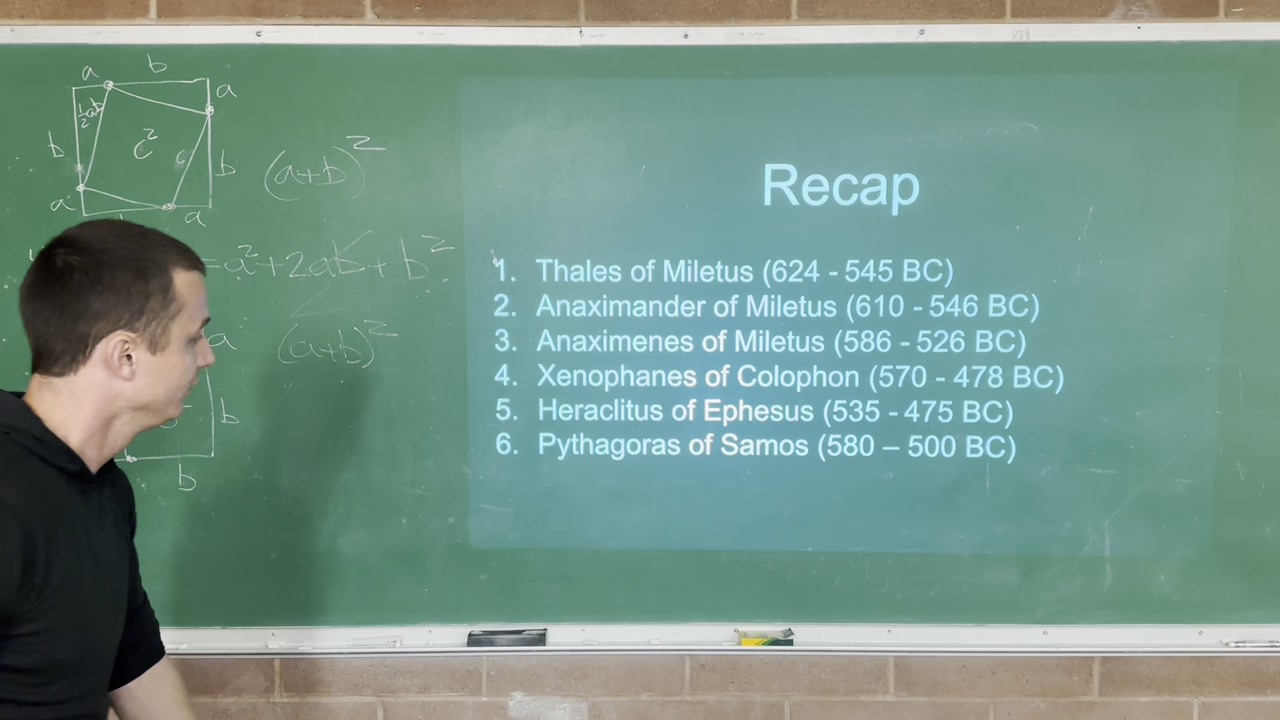 a b
a
½ab
b c² c b
(a+b)²
a a
= a²+2ab+b²
a (a+b)²
b
b
Recap
1. Thales of Miletus (624 - 545 BC)
2. Anaximander of Miletus (610 - 546 BC)
3. Anaximenes of Miletus (586 - 526 BC)
4. Xenophanes of Colophon (570 - 478 BC)
5. Heraclitus of Ephesus (535 - 475 BC)
6. Pythagoras of Samos (580 – 500 BC)